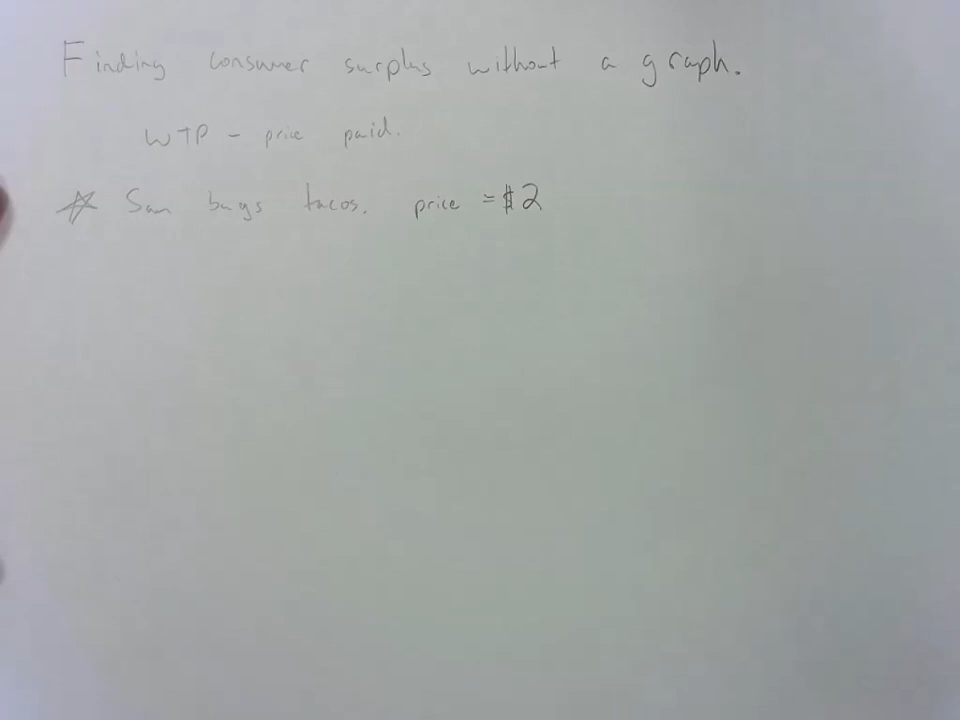 Finding consumer surplus without a graph.
WTP - price paid.
☆ Sam buys tacos. price = $2